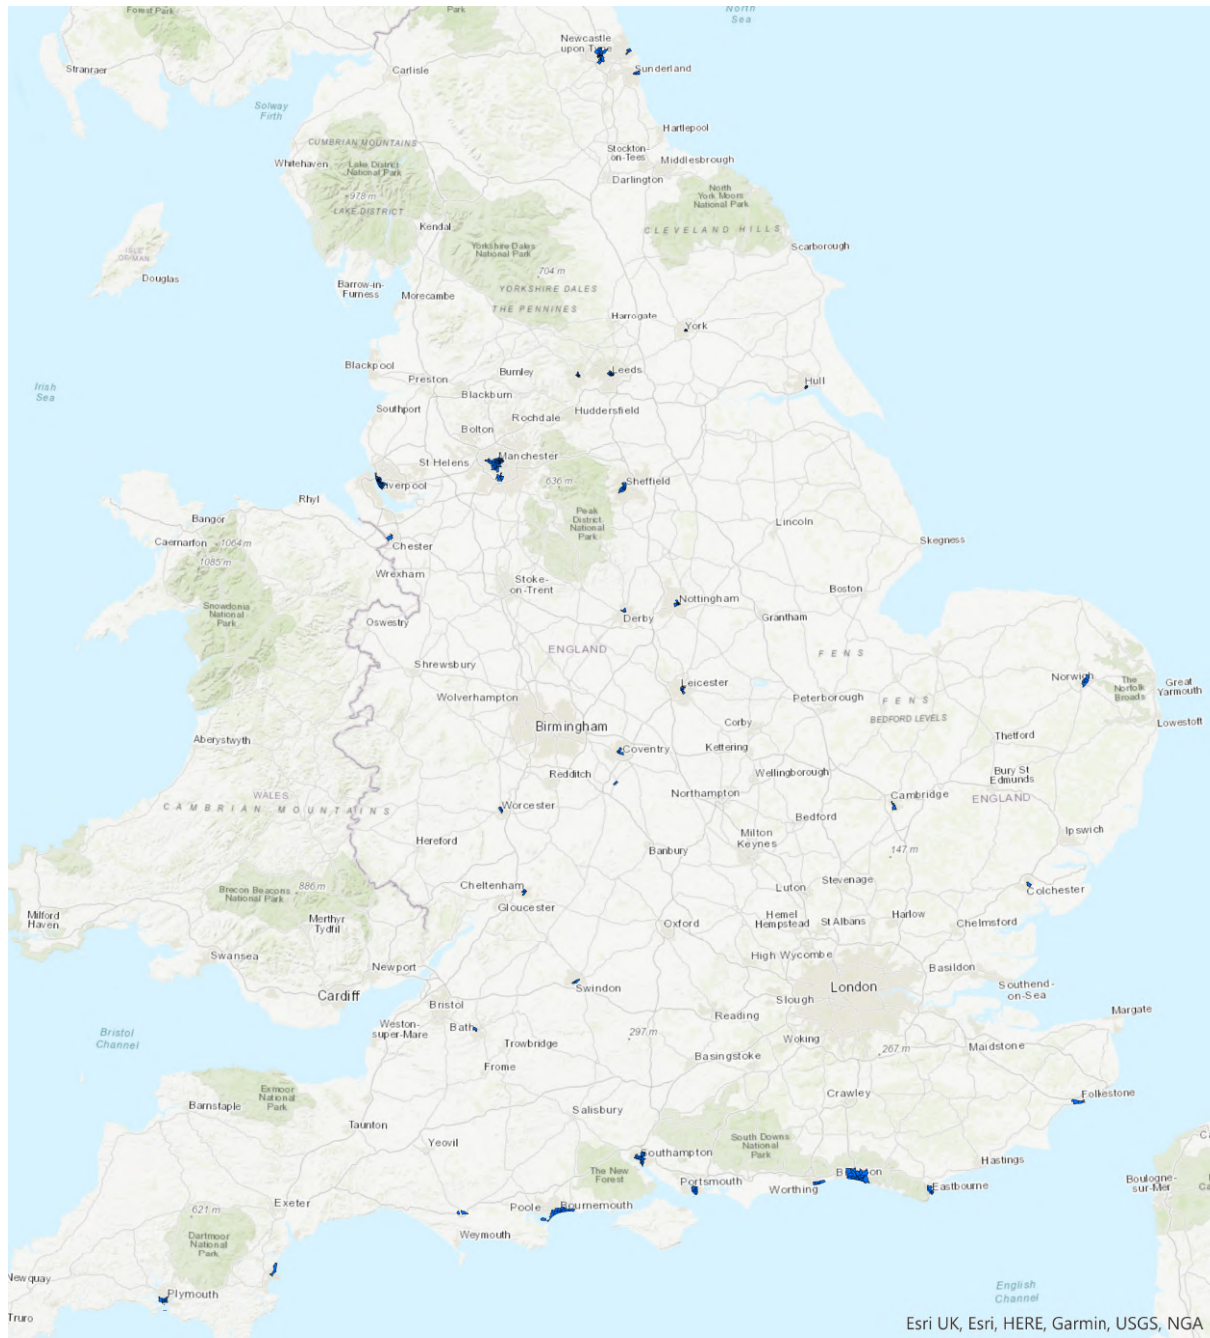 Forest Park
Park
North
Sea
Newcastle
upon Tyne
Stranraer
Carlisle
Sunderland
Solway
Firth
Hartlepool
CUMBRIAN MOUNTAINS
Stockton-
on-Tees
Whitehaven
Lake District
National Park
Middlesbrough
Darlington
978 m
LAKE DISTRICT
North
York Moors
National Park
Kendal
CLEVELAND HILLS
ISLE
OF MAN
Yorkshire Dales
National Park
Scarborough
Douglas
704 m
Barrow-in-
Furness
YORKSHIRE DALES
Morecambe
THE PENNINES
Harrogate
York
Blackpool
Burnley
Leeds
Preston
Hull
Irish
Sea
Blackburn
Southport
Huddersfield
Rochdale
Bolton
St Helens
Manchester
Liverpool
636 m
Sheffield
Rhyl
Peak
District
National
Park
Bangor
Lincoln
Caernarfon
1064 m
Skegness
Chester
1085 m
Wrexham
Stoke-
on-Trent
Boston
Snowdonia
National
Park
Nottingham
Oswestry
Derby
Grantham
ENGLAND
FENS
Shrewsbury
Norwich
The
Norfolk
Broads
Great
Yarmouth
Leicester
Wolverhampton
Peterborough
FENS
Birmingham
Corby
BEDFORD LEVELS
Lowestoft
Aberystwyth
Coventry
Kettering
Thetford
Redditch
Wellingborough
Bury St
Edmunds
WALES
Northampton
Cambridge
ENGLAND
CAMBRIAN MOUNTAINS
Worcester
Bedford
Hereford
Milton
Keynes
Ipswich
Banbury
147 m
Brecon Beacons
National Park
886 m
Cheltenham
Luton
Stevenage
Colchester
Milford
Haven
Merthyr
Tydfil
Gloucester
Hemel
Hempstead
St Albans
Harlow
Chelmsford
Oxford
Swansea
High Wycombe
Newport
Basildon
Cardiff
Swindon
London
Southend-
on-Sea
Bristol
Slough
Margate
Bristol
Channel
Weston-
super-Mare
Bath
Reading
297 m
Trowbridge
Woking
Maidstone
Basingstoke
267 m
Frome
Exmoor
National
Park
Crawley
Folkestone
Barnstaple
Salisbury
Taunton
South Downs
National
Park
Yeovil
Southampton
Hastings
The New
Forest
Boulogne-
sur-Mer
Portsmouth
Worthing
Eastbourne
Exeter
Poole
Bournemouth
621 m
Weymouth
Dartmoor
National
Park
Newquay
English
Channel
Plymouth
Truro
Esri UK, Esri, HERE, Garmin, USGS, NGA